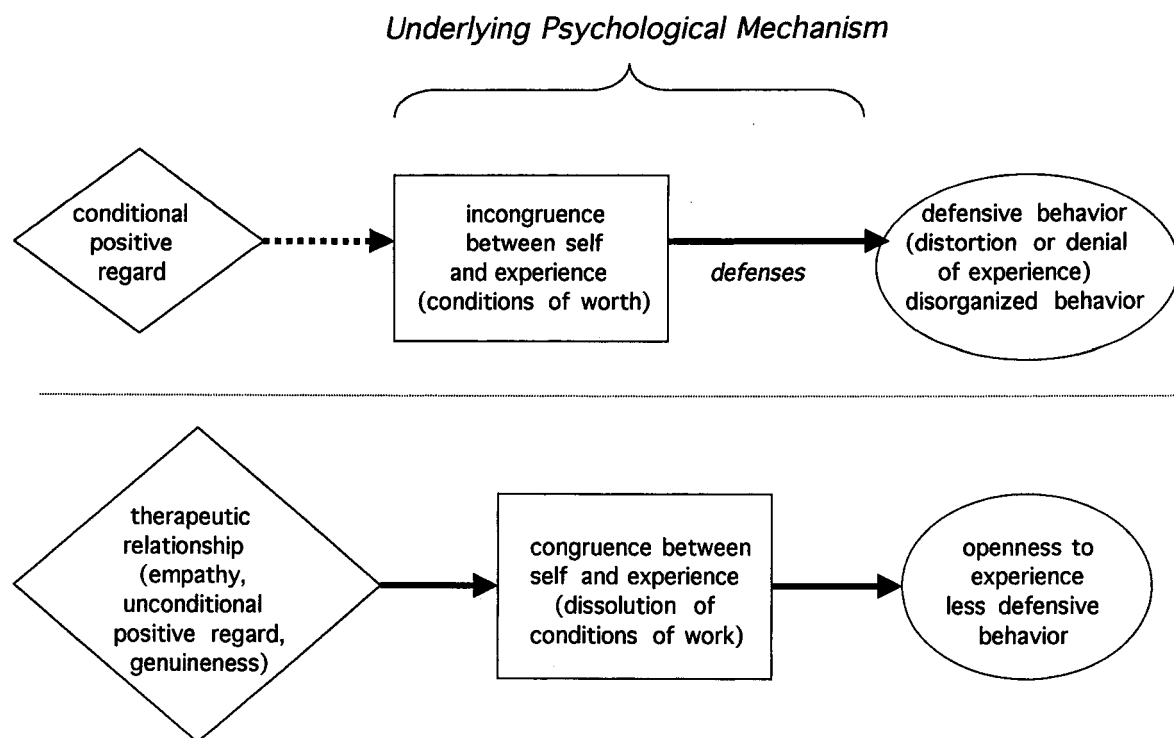 Underlying Psychological Mechanism
conditional
positive
regard
incongruence
between self
and experience
(conditions of worth)
defenses
defensive behavior
(distortion or denial
of experience)
disorganized behavior
therapeutic
relationship
(empathy,
unconditional
positive regard,
genuineness)
congruence between
self and experience
(dissolution of
conditions of work)
openness to
experience
less defensive
behavior